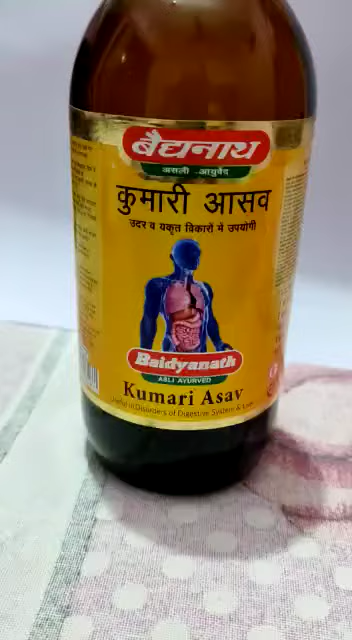 बैद्यनाथ
असली आयुर्वेद
कुमारी आसव
उदर व यकृत विकारों में उपयोगी
Baidyanath
ASLI AYURVED
Kumari Asav
Useful in Disorders of Digestive System & Liver